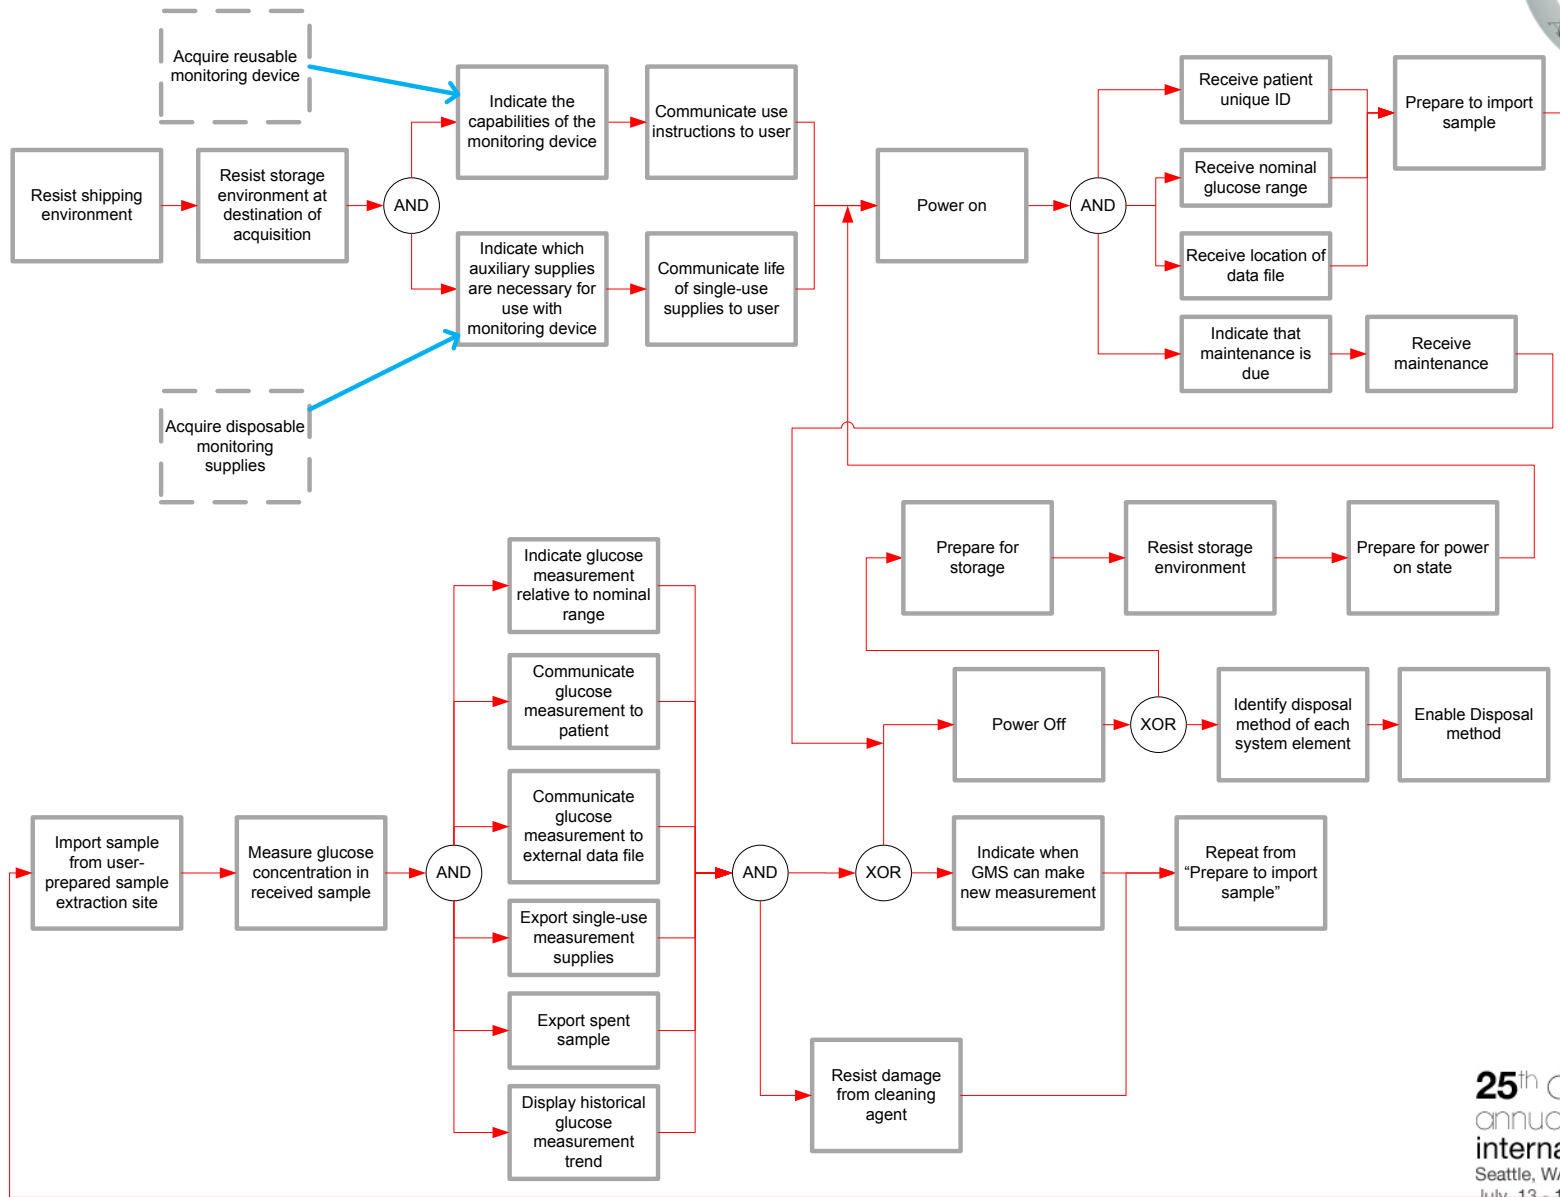 Acquire reusable
monitoring device
Indicate the
capabilities of the
monitoring device
Communicate use
instructions to user
Receive patient
unique ID
Prepare to import
sample
Resist shipping
environment
Resist storage
environment at
destination of
acquisition
AND
Power on
AND
Receive nominal
glucose range
Receive location of
data file
Indicate which
auxiliary supplies
are necessary for
use with
monitoring device
Communicate life
of single-use
supplies to user
Indicate that
maintenance is
due
Receive
maintenance
Acquire disposable
monitoring
supplies
Prepare for
storage
Resist storage
environment
Prepare for power
on state
Indicate glucose
measurement
relative to nominal
range
Communicate
glucose
measurement to
patient
Power Off
XOR
Identify disposal
method of each
system element
Enable Disposal
method
Communicate
glucose
measurement to
external data file
Import sample
from user-
prepared sample
extraction site
Measure glucose
concentration in
received sample
AND
AND
XOR
Indicate when
GMS can make
new measurement
Repeat from
“Prepare to import
sample”
Export single-use
measurement
supplies
Export spent
sample
Resist damage
from cleaning
agent
Display historical
glucose
measurement
trend
25th
Seattle, WA